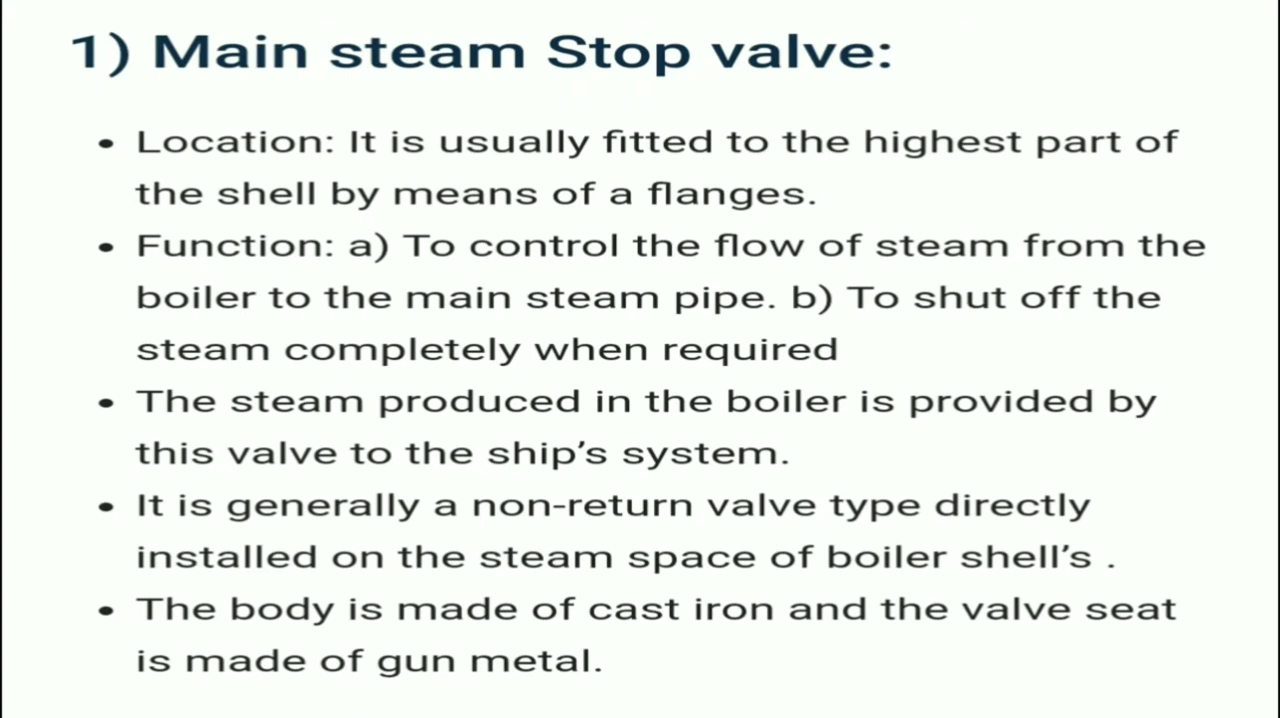 1) Main steam Stop valve:
• Location: It is usually fitted to the highest part of
the shell by means of a flanges.
• Function: a) To control the flow of steam from the
boiler to the main steam pipe. b) To shut off the
steam completely when required
• The steam produced in the boiler is provided by
this valve to the ship’s system.
• It is generally a non-return valve type directly
installed on the steam space of boiler shell’s .
• The body is made of cast iron and the valve seat
is made of gun metal.